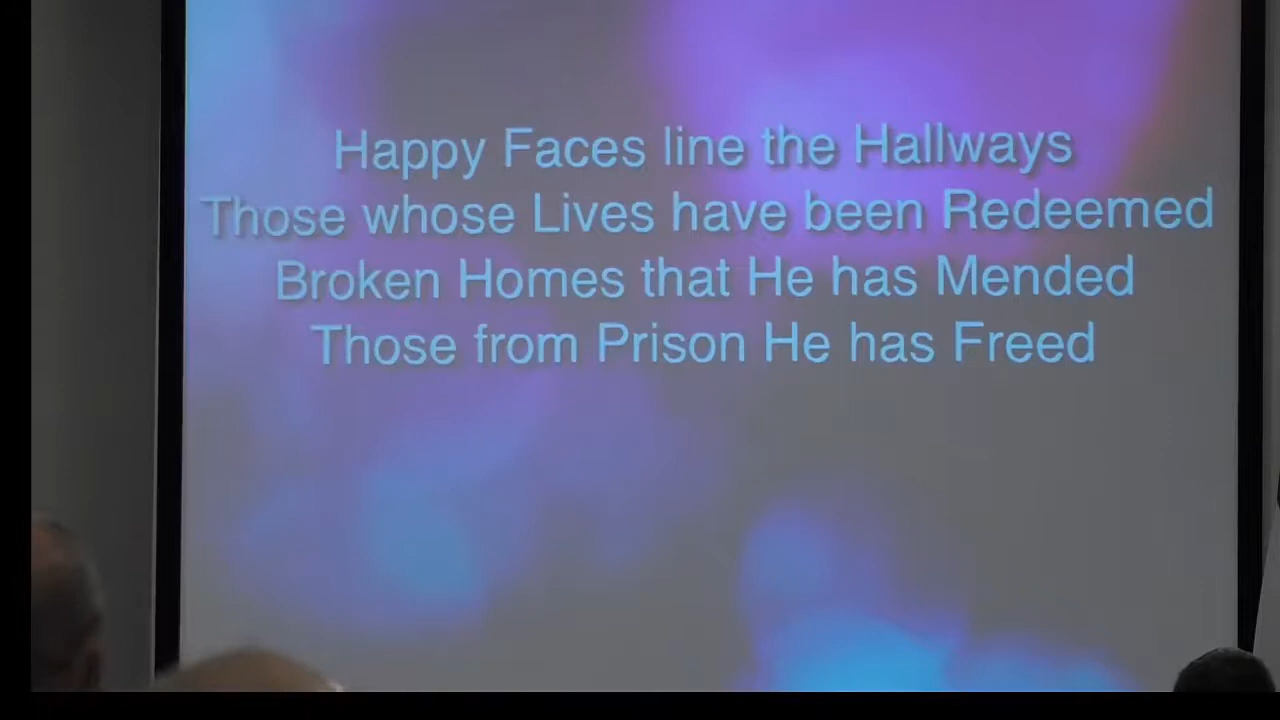 Happy Faces line the Hallways
Those whose Lives have been Redeemed
Broken Homes that He has Mended
Those from Prison He has Freed